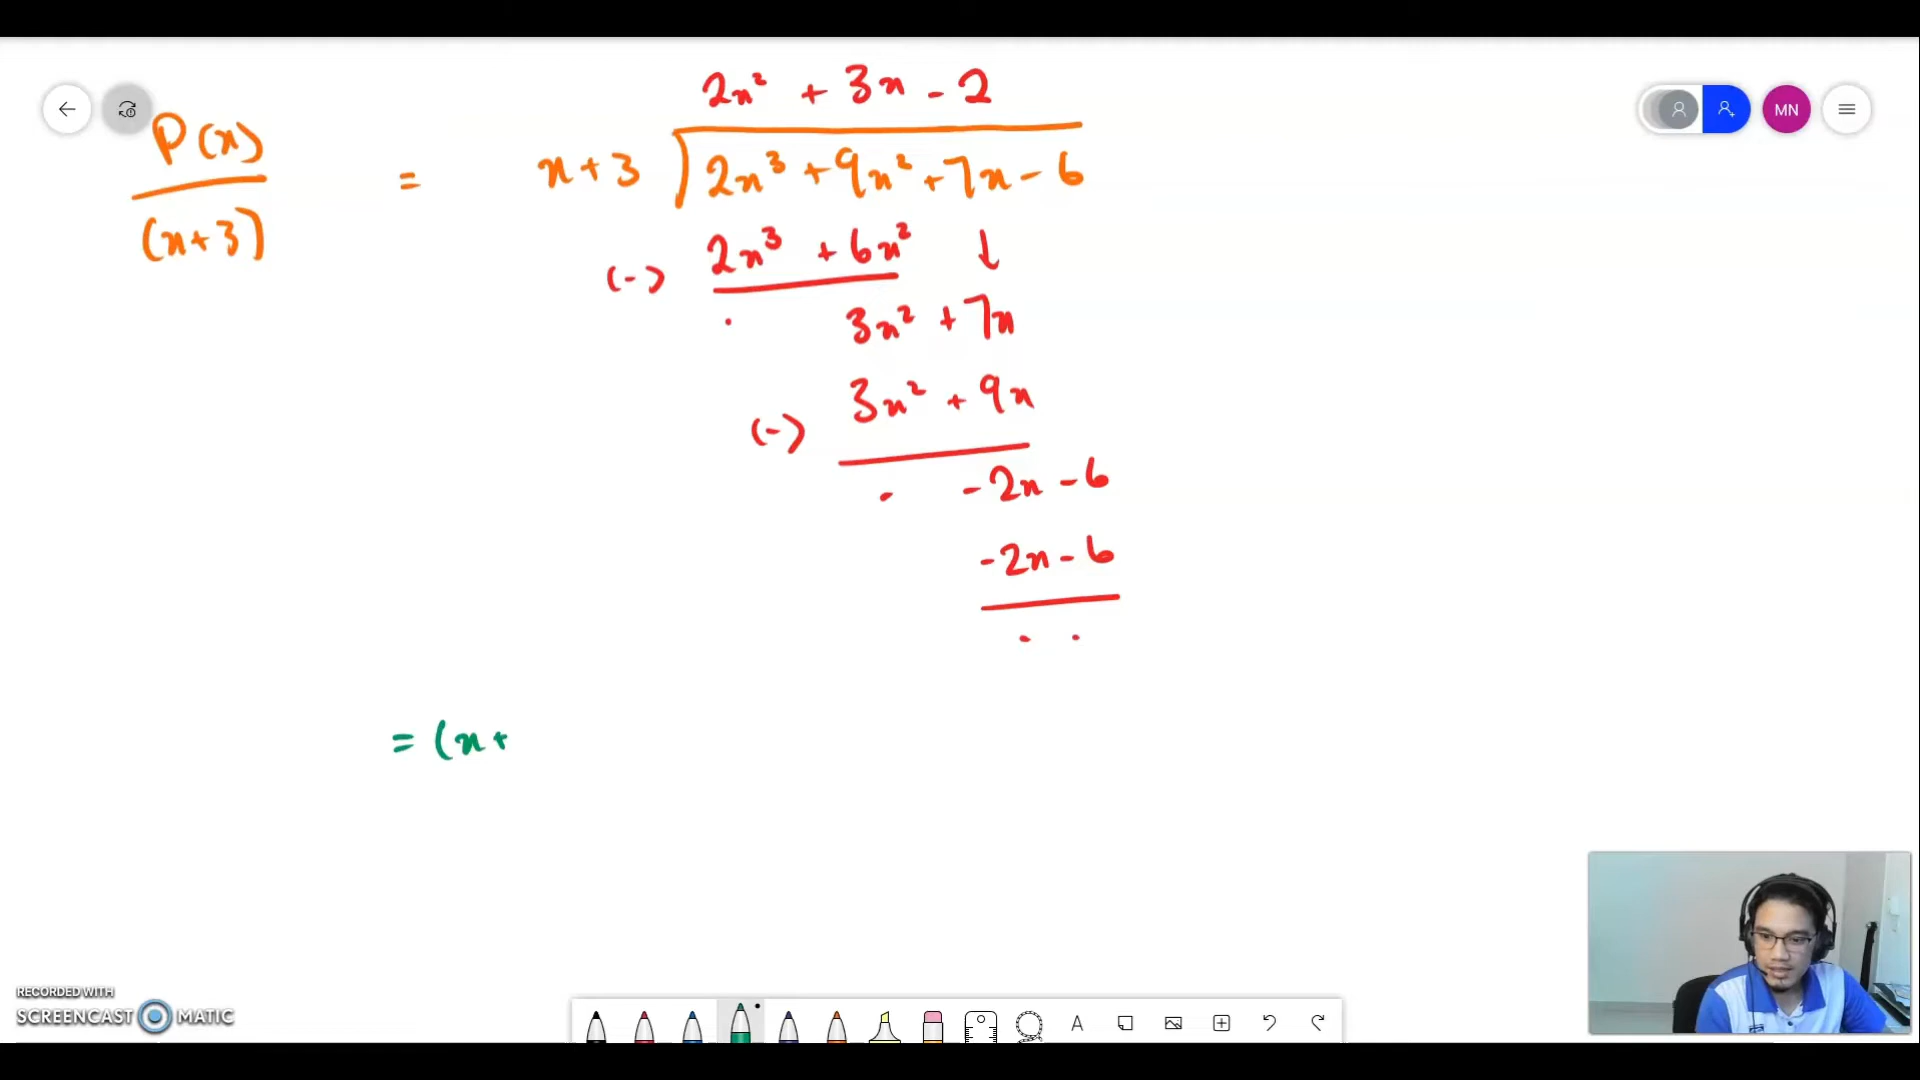 2x² + 3x - 2
P(x)
/(x+3) = x+3 ) 2x³ + 9x² + 7x - 6
(-) 2x³ + 6x² ↓
. 3x² + 7x
(-) 3x² + 9x
. -2x - 6
-2x - 6
. .
= (x+
MN
RECORDED WITH
SCREENCAST MATIC
A